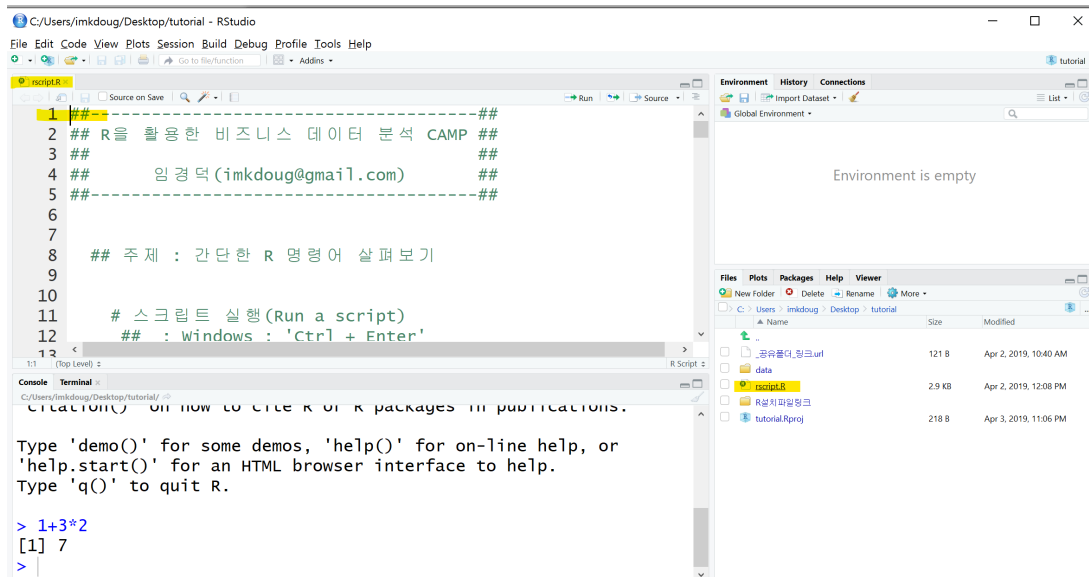 C:/Users/imkdoug/Desktop/tutorial - RStudio
File Edit Code View Plots Session Build Debug Profile Tools Help
Go to file/function Addins tutorial
rscript.R
Source on Save Run Source
1 ##--------------------------------------##
2 ## R을 활용한 비즈니스 데이터 분석 CAMP ##
3 ## ##
4 ## 임경덕(imkdoug@gmail.com) ##
5 ##--------------------------------------##
6
7
8 ## 주제 : 간단한 R 명령어 살펴보기
9
10
11 # 스크립트 실행(Run a script)
12 ## : Windows : 'Ctrl + Enter'
13
1:1 (Top Level) R Script
Console Terminal
C:/Users/imkdoug/Desktop/tutorial/
'citation()' on how to cite R or R packages in publications.
Type 'demo()' for some demos, 'help()' for on-line help, or
'help.start()' for an HTML browser interface to help.
Type 'q()' to quit R.
> 1+3*2
[1] 7
>
Environment History Connections
Import Dataset List
Global Environment
Environment is empty
Files Plots Packages Help Viewer
New Folder Delete Rename More
C: > Users > imkdoug > Desktop > tutorial
Name Size Modified
..
_공유폴더_링크.url 121 B Apr 2, 2019, 10:40 AM
data
rscript.R 2.9 KB Apr 2, 2019, 12:08 PM
R설치파일링크
tutorial.Rproj 218 B Apr 3, 2019, 11:06 PM